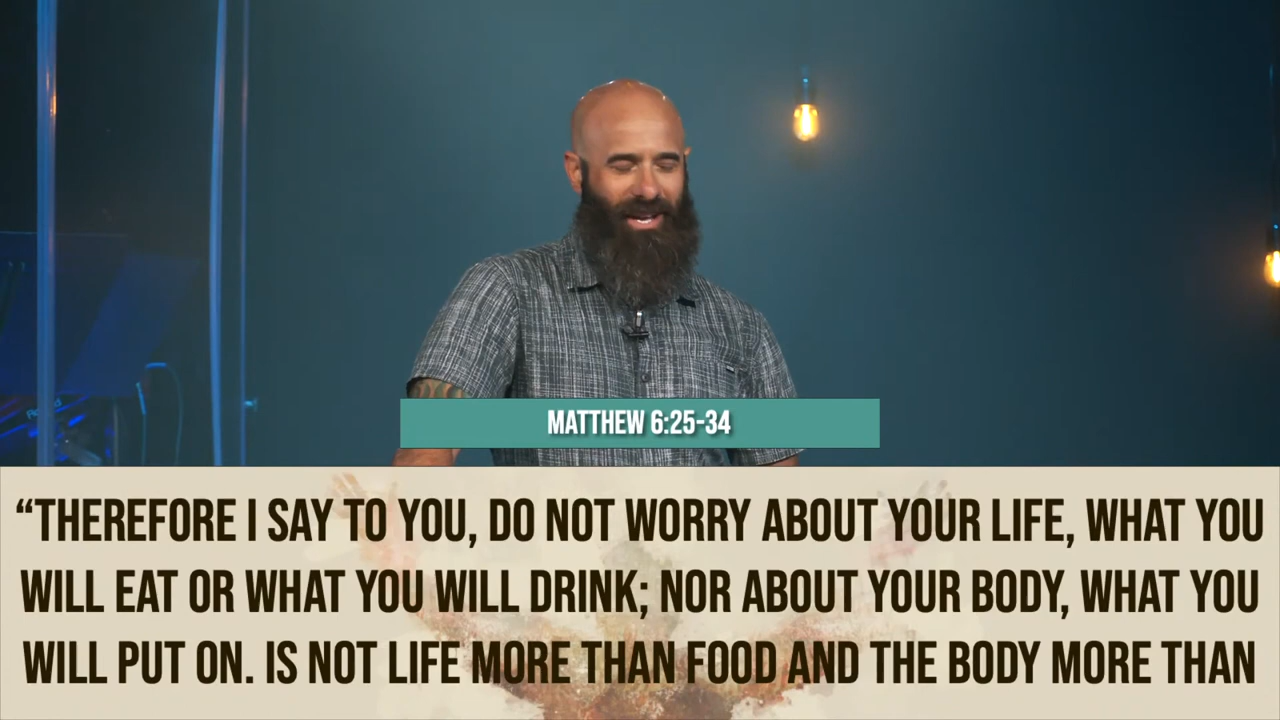 MATTHEW 6:25-34
“THEREFORE I SAY TO YOU, DO NOT WORRY ABOUT YOUR LIFE, WHAT YOU
WILL EAT OR WHAT YOU WILL DRINK; NOR ABOUT YOUR BODY, WHAT YOU
WILL PUT ON. IS NOT LIFE MORE THAN FOOD AND THE BODY MORE THAN